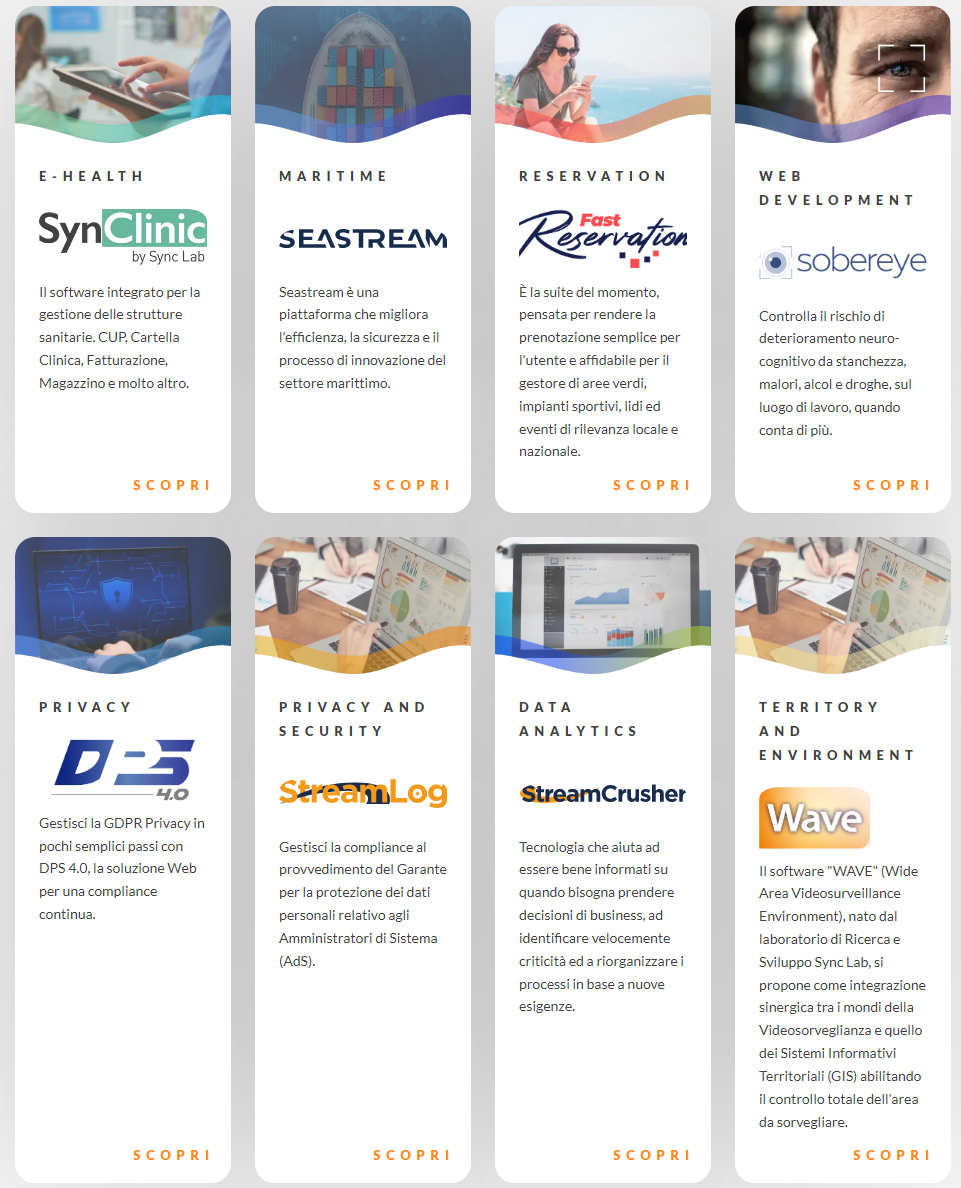 E-HEALTH
SynClinic
by Sync Lab
Il software integrato per la
gestione delle strutture
sanitarie. CUP, Cartella
Clinica, Fatturazione,
Magazzino e molto altro.
SCOPRI
MARITIME
SEASTREAM
Seastream è una
piattaforma che migliora
l'efficienza, la sicurezza e il
processo di innovazione del
settore marittimo.
SCOPRI
RESERVATION
Fast
Reservation
È la suite del momento,
pensata per rendere la
prenotazione semplice per
l'utente e affidabile per il
gestore di aree verdi,
impianti sportivi, lidi ed
eventi di rilevanza locale e
nazionale.
SCOPRI
WEB
DEVELOPMENT
sobereye
Controlla il rischio di
deterioramento neuro-
cognitivo da stanchezza,
malori, alcol e droghe, sul
luogo di lavoro, quando
conta di più.
SCOPRI
PRIVACY
DPS
4.0
Gestisci la GDPR Privacy in
pochi semplici passi con
DPS 4.0, la soluzione Web
per una compliance
continua.
SCOPRI
PRIVACY AND
SECURITY
StreamLog
Gestisci la compliance al
provvedimento del Garante
per la protezione dei dati
personali relativo agli
Amministratori di Sistema
(AdS).
SCOPRI
DATA
ANALYTICS
StreamCrusher
Tecnologia che aiuta ad
essere bene informati su
quando bisogna prendere
decisioni di business, ad
identificare velocemente
criticità ed a riorganizzare i
processi in base a nuove
esigenze.
SCOPRI
TERRITORY
AND
ENVIRONMENT
Wave
Il software "WAVE" (Wide
Area Videosurveillance
Environment), nato dal
laboratorio di Ricerca e
Sviluppo Sync Lab, si
propone come integrazione
sinergica tra i mondi della
Videosorveglianza e quello
dei Sistemi Informativi
Territoriali (GIS) abilitando
il controllo totale dell'area
da sorvegliare.
SCOPRI